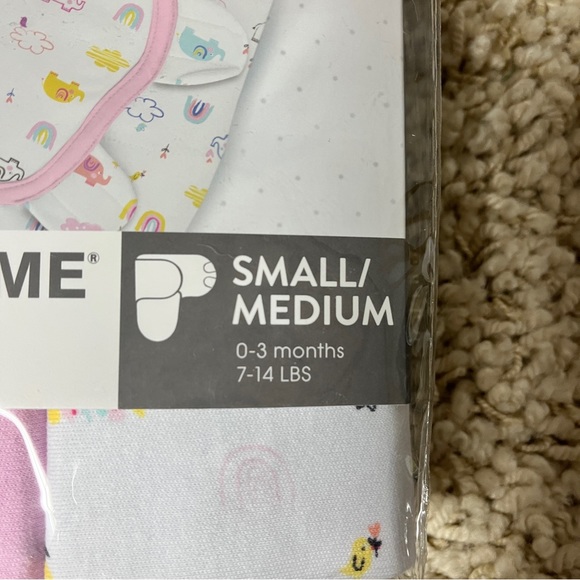 ME®
SMALL/
MEDIUM
0-3 months
7-14 LBS